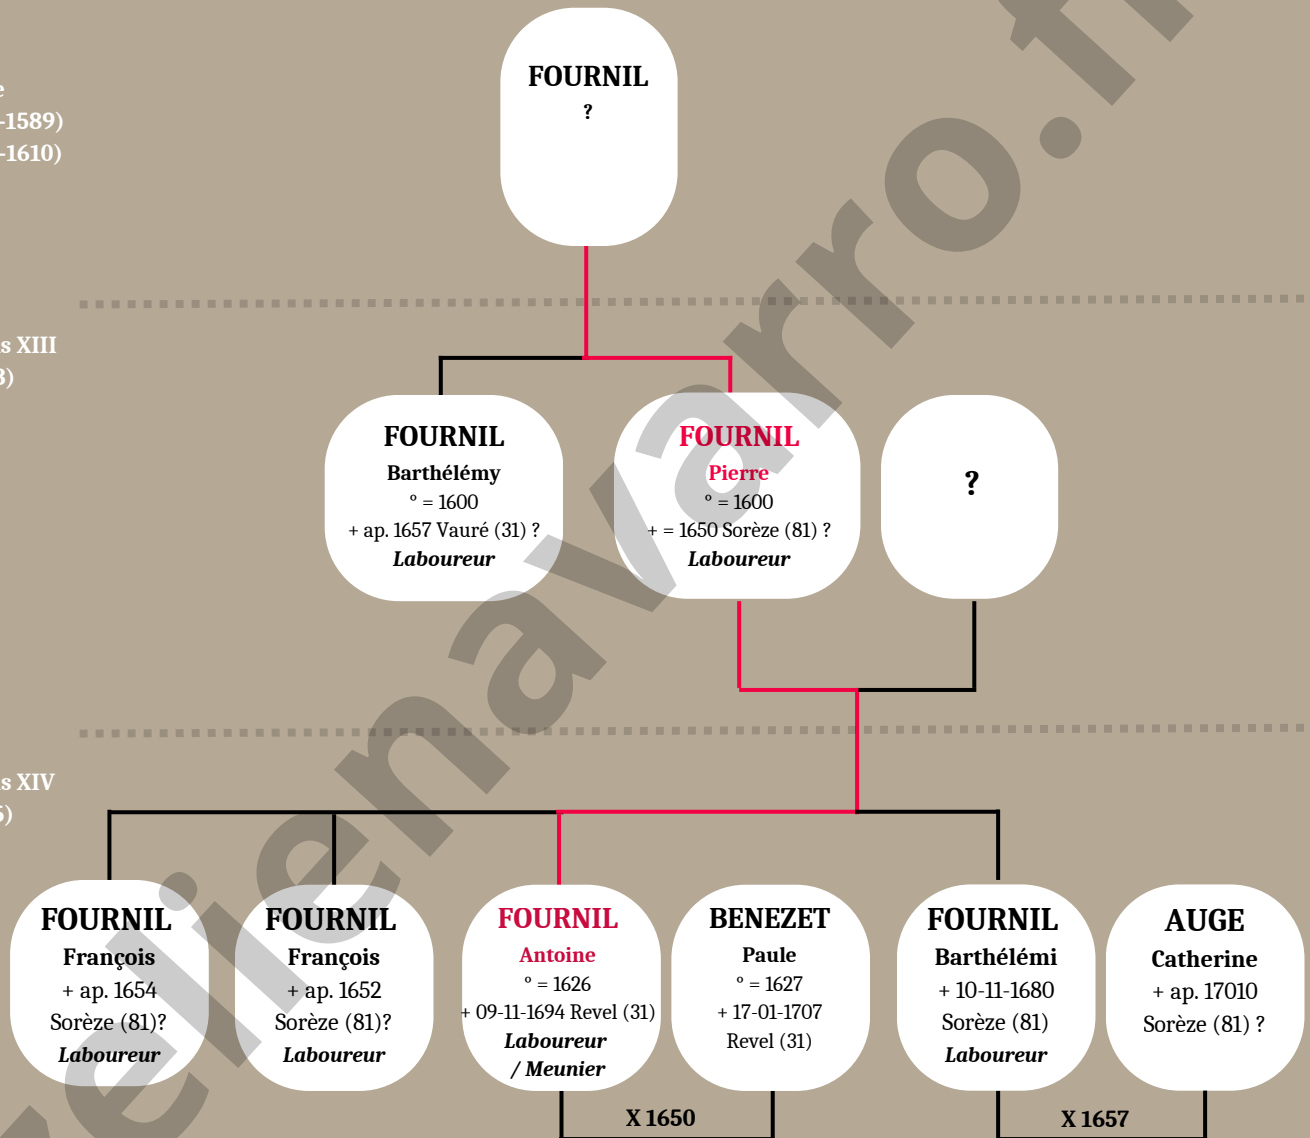 FOURNIL
?
e
-1589)
-1610)
s XIII
3)
FOURNIL
Barthélémy
° = 1600
+ ap. 1657 Vauré (31) ?
Laboureur
FOURNIL
Pierre
° = 1600
+ = 1650 Sorèze (81) ?
Laboureur
?
s XIV
5)
FOURNIL
François
+ ap. 1654
Sorèze (81)?
Laboureur
FOURNIL
François
+ ap. 1652
Sorèze (81)?
Laboureur
FOURNIL
Antoine
° = 1626
+ 09-11-1694 Revel (31)
Laboureur
/ Meunier
BENEZET
Paule
° = 1627
+ 17-01-1707
Revel (31)
FOURNIL
Barthélémi
+ 10-11-1680
Sorèze (81)
Laboureur
AUGE
Catherine
+ ap. 17010
Sorèze (81) ?
X 1650
X 1657
relienavarro.f